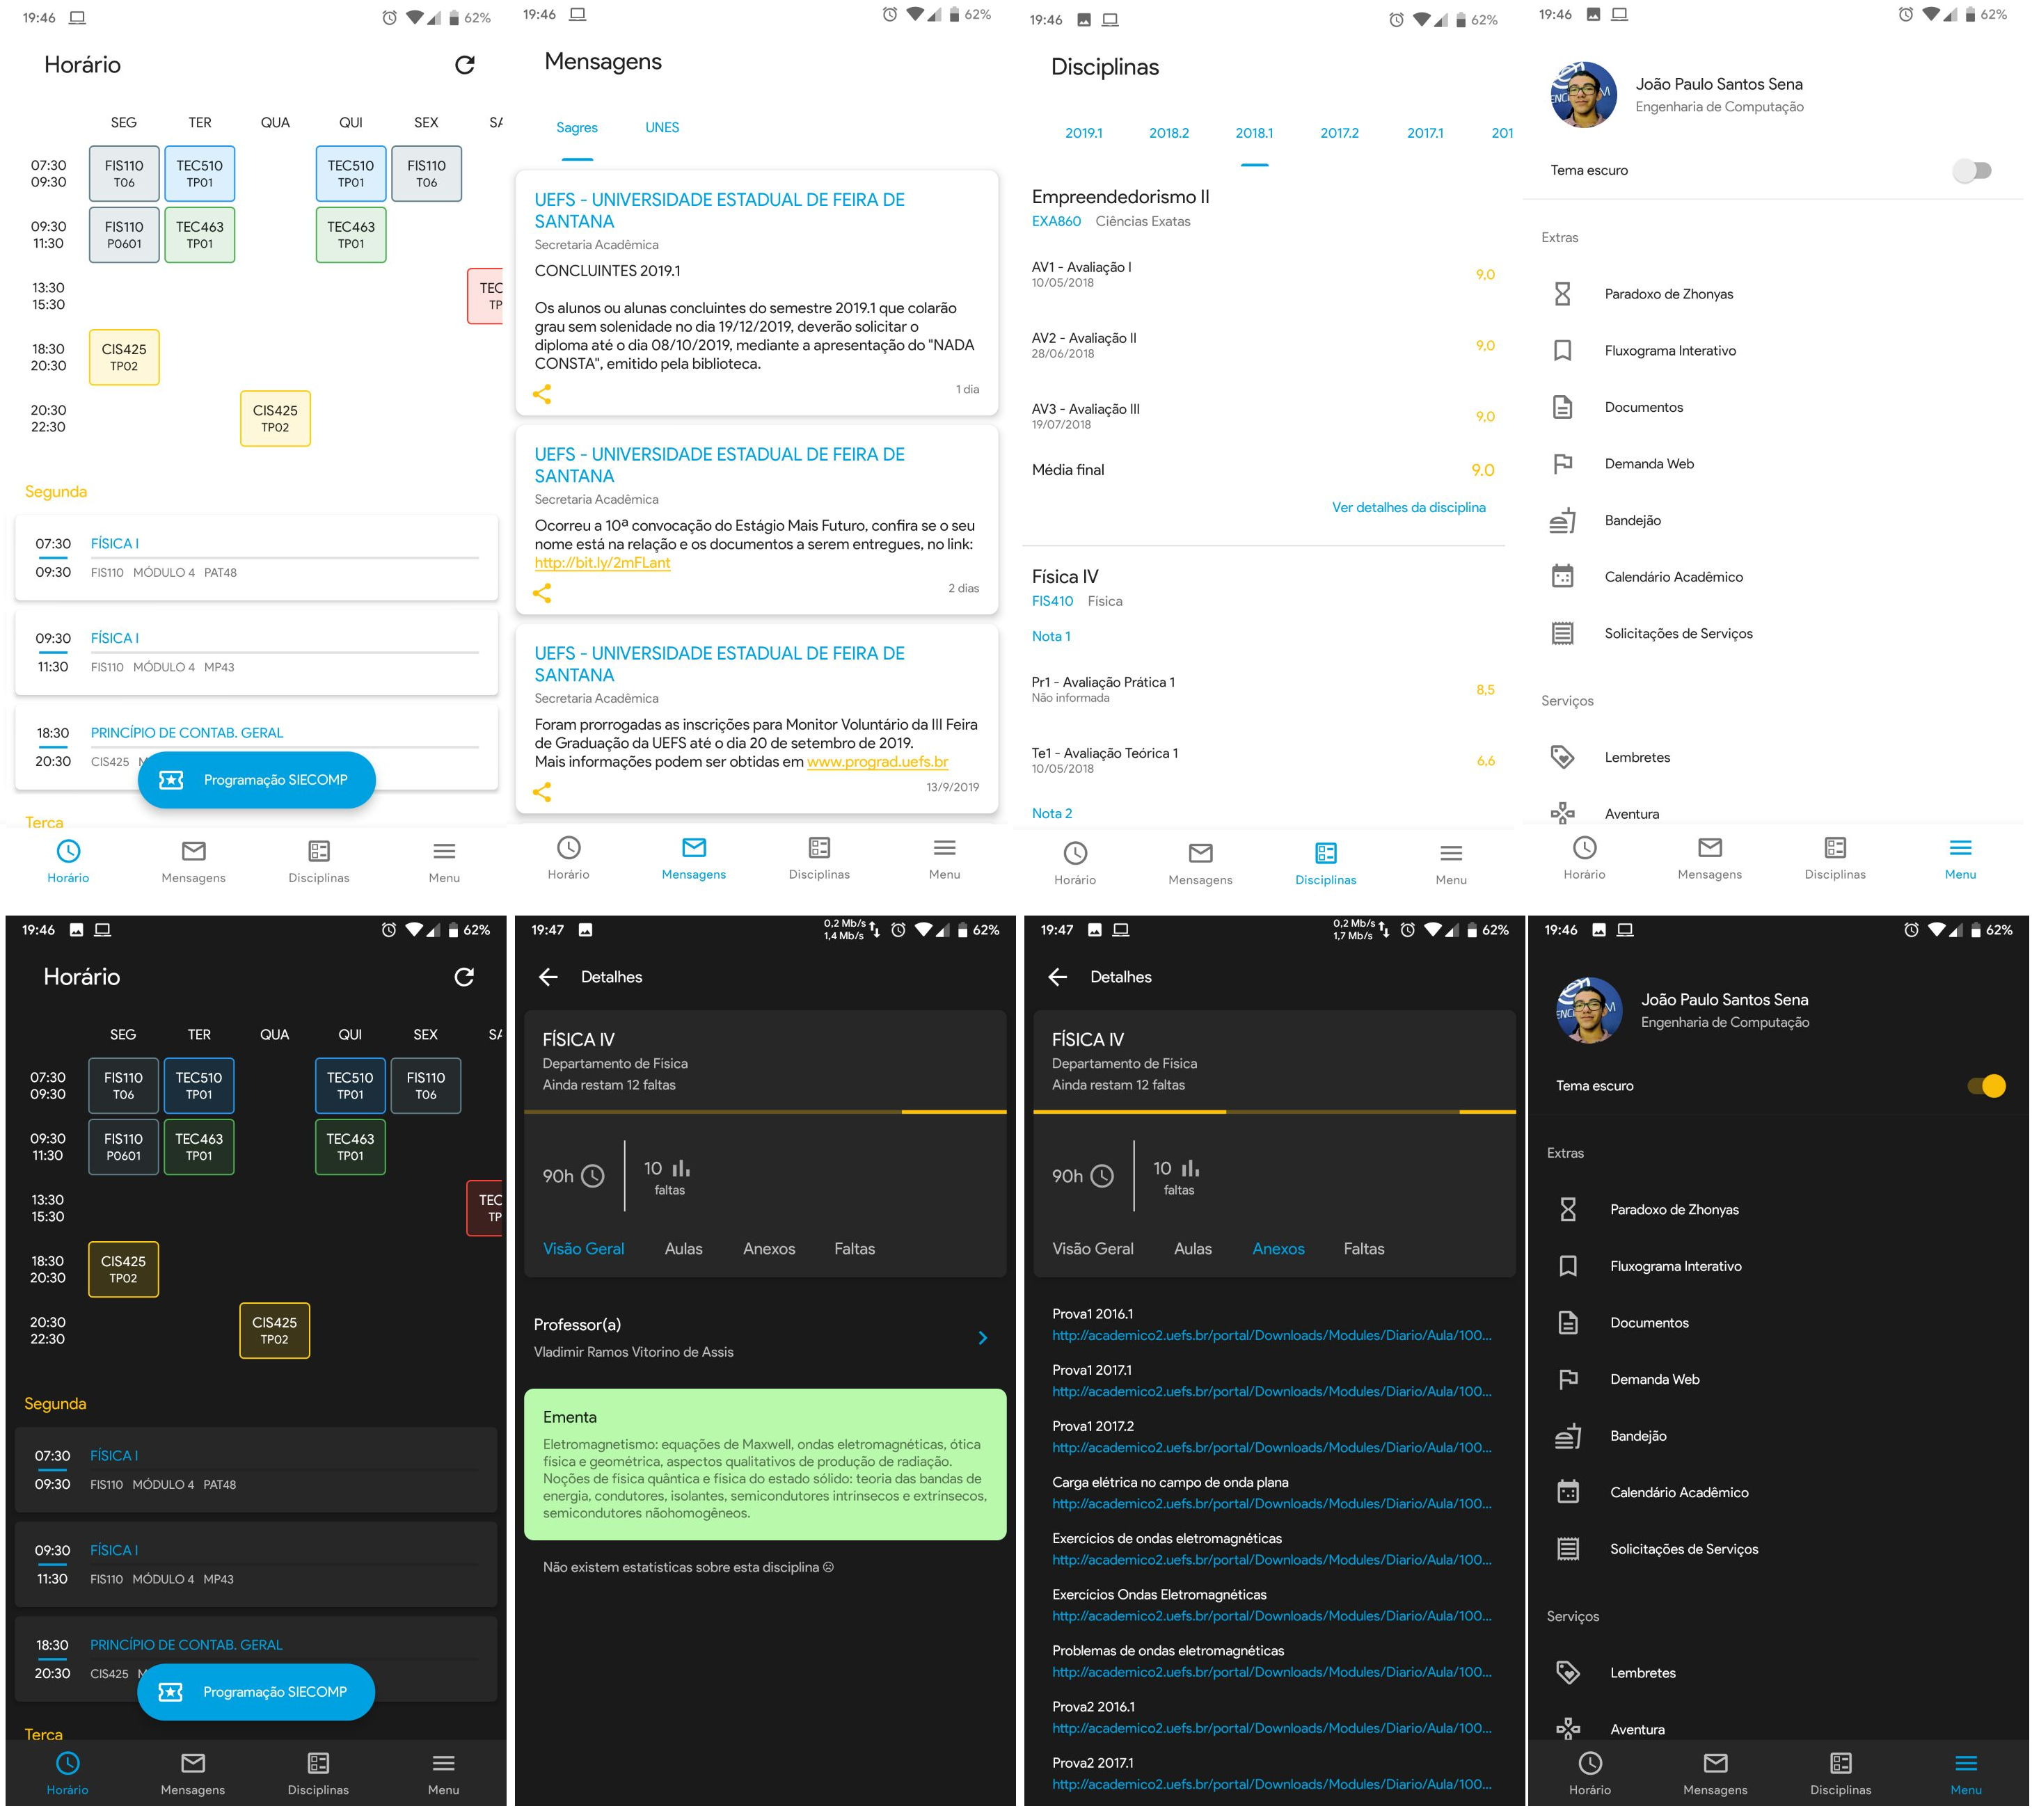 19:46 62%
Horário
SEG TER QUA QUI SEX SÁ
07:30 FIS110 TEC510 TEC510 FIS110
09:30 T06 TP01 TP01 T06
09:30 FIS110 TEC463 TEC463
11:30 P0601 TP01 TP01
13:30 TEC
15:30 TP
18:30 CIS425
20:30 TP02
20:30 CIS425
22:30 TP02
Segunda
07:30 FÍSICA I
09:30 FIS110 MÓDULO 4 PAT48
09:30 FÍSICA I
11:30 FIS110 MÓDULO 4 MP43
18:30 PRINCÍPIO DE CONTAB. GERAL
20:30 CIS425 M
Programação SIECOMP
Terça
Horário Mensagens Disciplinas Menu
19:46 62%
Mensagens
Sagres UNES
UEFS - UNIVERSIDADE ESTADUAL DE FEIRA DE
SANTANA
Secretaria Acadêmica
CONCLUINTES 2019.1
Os alunos ou alunas concluintes do semestre 2019.1 que colarão
grau sem solenidade no dia 19/12/2019, deverão solicitar o
diploma até o dia 08/10/2019, mediante a apresentação do "NADA
CONSTA", emitido pela biblioteca.
1 dia
UEFS - UNIVERSIDADE ESTADUAL DE FEIRA DE
SANTANA
Secretaria Acadêmica
Ocorreu a 10ª convocação do Estágio Mais Futuro, confira se o seu
nome está na relação e os documentos a serem entregues, no link:
http://bit.ly/2mFLant
2 dias
UEFS - UNIVERSIDADE ESTADUAL DE FEIRA DE
SANTANA
Secretaria Acadêmica
Foram prorrogadas as inscrições para Monitor Voluntário da III Feira
de Graduação da UEFS até o dia 20 de setembro de 2019.
Mais informações podem ser obtidas em www.prograd.uefs.br
13/9/2019
Horário Mensagens Disciplinas Menu
19:46 62%
Disciplinas
2019.1 2018.2 2018.1 2017.2 2017.1 201
Empreendedorismo II
EXA860 Ciências Exatas
AV1 - Avaliação I 9,0
10/05/2018
AV2 - Avaliação II 9,0
28/06/2018
AV3 - Avaliação III 9,0
19/07/2018
Média final 9.0
Ver detalhes da disciplina
Física IV
FIS410 Física
Nota 1
Pr1 - Avaliação Prática 1 8,5
Não informada
Te1 - Avaliação Teórica 1 6,6
10/05/2018
Nota 2
Horário Mensagens Disciplinas Menu
19:46 62%
João Paulo Santos Sena
Engenharia de Computação
Tema escuro
Extras
Paradoxo de Zhonyas
Fluxograma Interativo
Documentos
Demanda Web
Bandejão
Calendário Acadêmico
Solicitações de Serviços
Serviços
Lembretes
Aventura
Horário Mensagens Disciplinas Menu
19:46 62%
Horário
SEG TER QUA QUI SEX SÁ
07:30 FIS110 TEC510 TEC510 FIS110
09:30 T06 TP01 TP01 T06
09:30 FIS110 TEC463 TEC463
11:30 P0601 TP01 TP01
13:30 TEC
15:30 TP
18:30 CIS425
20:30 TP02
20:30 CIS425
22:30 TP02
Segunda
07:30 FÍSICA I
09:30 FIS110 MÓDULO 4 PAT48
09:30 FÍSICA I
11:30 FIS110 MÓDULO 4 MP43
18:30 PRINCÍPIO DE CONTAB. GERAL
20:30 CIS425 M
Programação SIECOMP
Terça
Horário Mensagens Disciplinas Menu
19:47 0,2 Mb/s 62%
1,4 Mb/s
Detalhes
FÍSICA IV
Departamento de Física
Ainda restam 12 faltas
90h 10
faltas
Visão Geral Aulas Anexos Faltas
Professor(a)
Vladimir Ramos Vitorino de Assis
Ementa
Eletromagnetismo: equações de Maxwell, ondas eletromagnéticas, ótica
física e geométrica, aspectos qualitativos de produção de radiação.
Noções de física quântica e física do estado sólido: teoria das bandas de
energia, condutores, isolantes, semicondutores intrínsecos e extrínsecos,
semicondutores nãohomogêneos.
Não existem estatísticas sobre esta disciplina ☹
19:47 0,2 Mb/s 62%
1,7 Mb/s
Detalhes
FÍSICA IV
Departamento de Física
Ainda restam 12 faltas
90h 10
faltas
Visão Geral Aulas Anexos Faltas
Prova1 2016.1
http://academico2.uefs.br/portal/Downloads/Modules/Diario/Aula/100...
Prova1 2017.1
http://academico2.uefs.br/portal/Downloads/Modules/Diario/Aula/100...
Prova1 2017.2
http://academico2.uefs.br/portal/Downloads/Modules/Diario/Aula/100...
Carga elétrica no campo de onda plana
http://academico2.uefs.br/portal/Downloads/Modules/Diario/Aula/100...
Exercícios de ondas eletromagnéticas
http://academico2.uefs.br/portal/Downloads/Modules/Diario/Aula/100...
Exercícios Ondas Eletromagnéticas
http://academico2.uefs.br/portal/Downloads/Modules/Diario/Aula/100...
Problemas de ondas eletromagnéticas
http://academico2.uefs.br/portal/Downloads/Modules/Diario/Aula/100...
Prova2 2016.1
http://academico2.uefs.br/portal/Downloads/Modules/Diario/Aula/100...
Prova2 2017.1
http://academico2.uefs.br/portal/Downloads/Modules/Diario/Aula/100...
19:46 62%
João Paulo Santos Sena
Engenharia de Computação
Tema escuro
Extras
Paradoxo de Zhonyas
Fluxograma Interativo
Documentos
Demanda Web
Bandejão
Calendário Acadêmico
Solicitações de Serviços
Serviços
Lembretes
Aventura
Horário Mensagens Disciplinas Menu